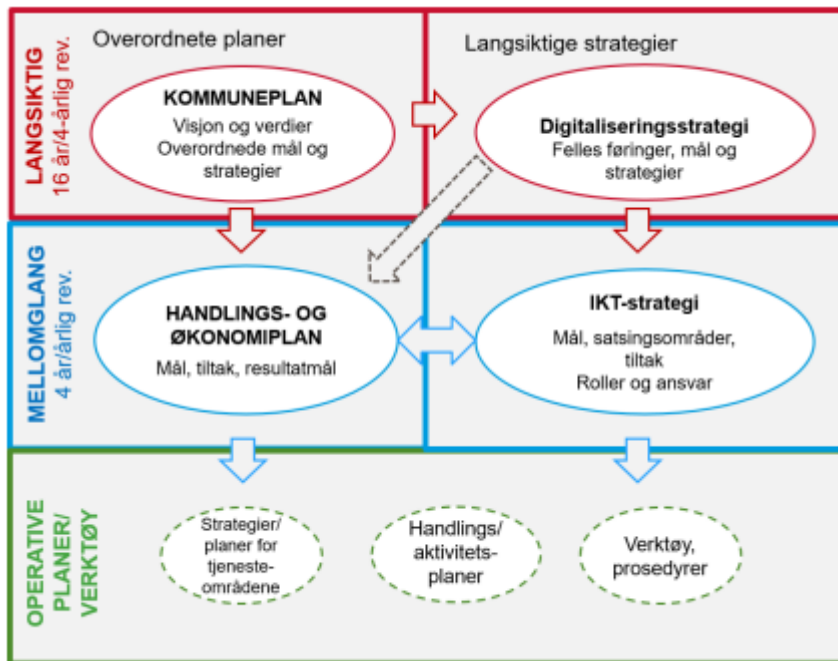 Overordnete planer
Langsiktige strategier
LANGSIKTIG
16 år/4-årlig rev.
KOMMUNEPLAN
Visjon og verdier
Overordnede mål og
strategier
Digitaliseringsstrategi
Felles føringer, mål og
strategier
MELLOMGLANG
4 år/årlig rev.
HANDLINGS- OG
ØKONOMIPLAN
Mål, tiltak, resultatmål
IKT-strategi
Mål, satsingsområder,
tiltak
Roller og ansvar
OPERATIVE
PLANER/
VERKTØY
Strategier/
planer for
tjeneste-
områdene
Handlings/
aktivitets-
planer
Verktøy,
prosedyrer